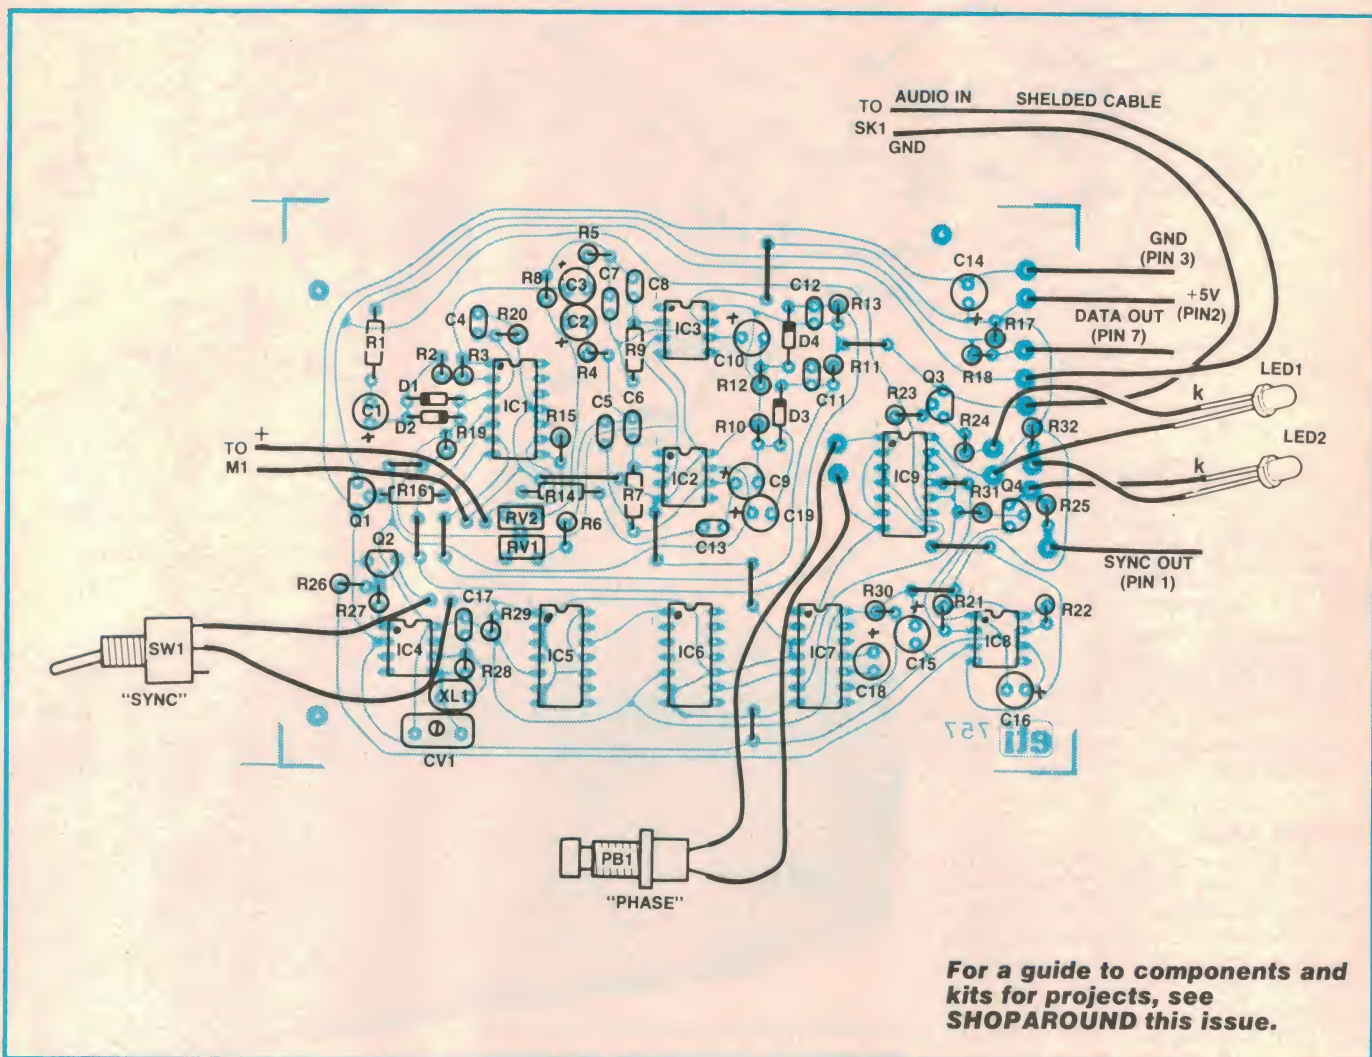 AUDIO IN SHELDED CABLE
TO
SK1
GND
GND
(PIN 3)
+5V
(PIN2)
DATA OUT
(PIN 7)
LED1
k
LED2
k
SYNC OUT
(PIN 1)
R5
C14
R8
C3
C7
C8
C12
R13
C4
R20
C2
IC3
R17
R1
R9
C10
D4
R18
R2
R3
R4
R12
C11
R11
Q3
D1
IC1
R23
C1
D2
R15
C5
C6
R10
D3
R24
R32
R19
TO +
M1
IC2
IC9
R16
R14
R7
C9
R31
Q4
R25
Q1
RV2
R6
C19
Q2
RV1
C13
R26
R27
C17
R29
R30
R21
R22
SW1
IC4
IC5
IC6
IC7
IC8
R28
C15
"SYNC"
XL1
C18
C16
CV1
eti 757
PB1
"PHASE"
For a guide to components and
kits for projects, see
SHOPAROUND this issue.